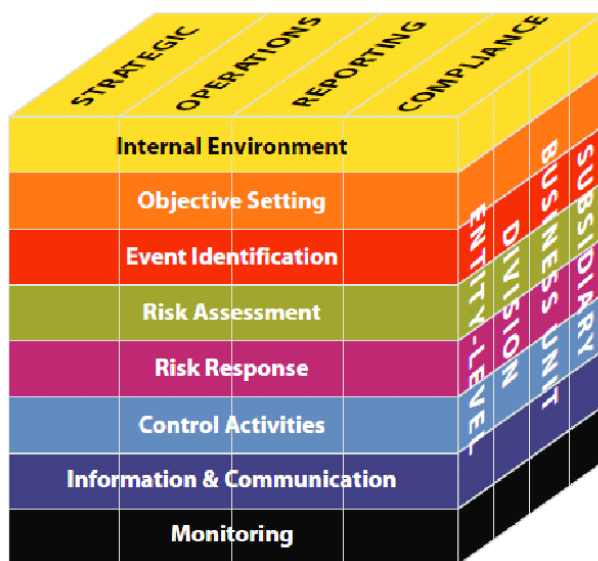 STRATEGIC
OPERATIONS
REPORTING
COMPLIANCE
Internal Environment
Objective Setting
Event Identification
Risk Assessment
Risk Response
Control Activities
Information & Communication
Monitoring
ENTITY-LEVEL
DIVISION
BUSINESS UNIT
SUBSIDIARY